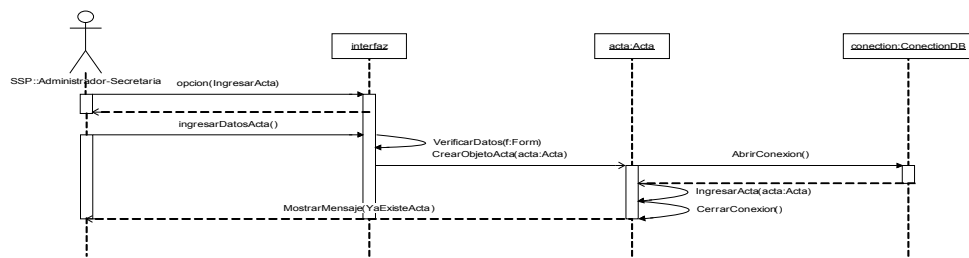 interfaz
acta:Acta
conection:ConectionDB
SSP::Administrador-Secretaria
opcion(IngresarActa)
ingresarDatosActa()
VerificarDatos(f:Form)
CrearObjetoActa(acta:Acta)
AbrirConexion()
IngresarActa(acta:Acta)
MostrarMensaje(YaExisteActa)
CerrarConexion()